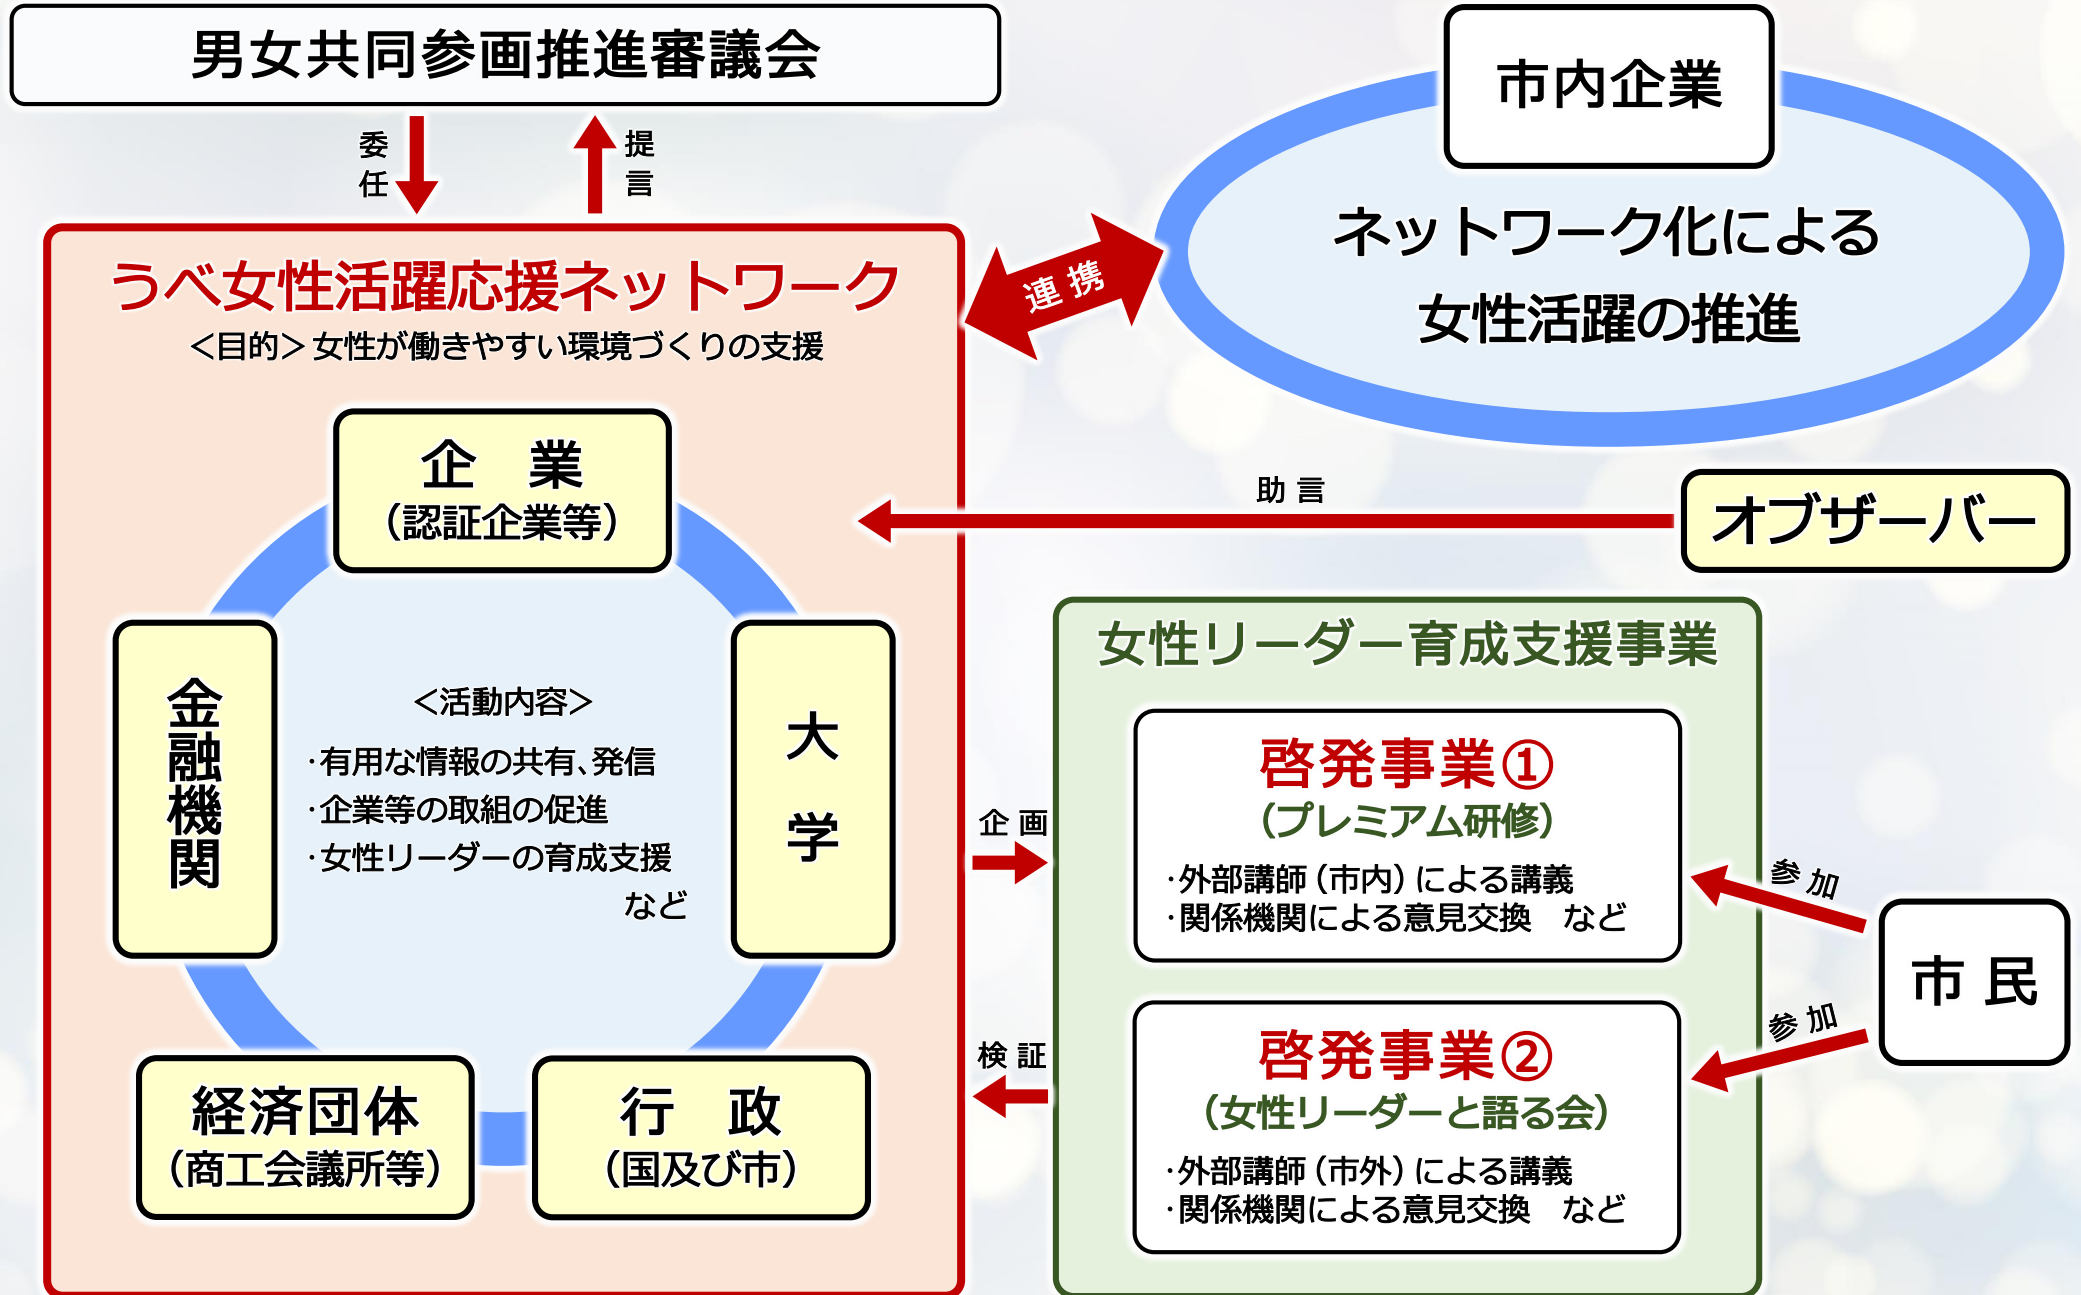 男女共同参画推進審議会
委任
提言
うべ女性活躍応援ネットワーク
＜目的＞女性が働きやすい環境づくりの支援
企　業
（認証企業等）
金融機関
大学
＜活動内容＞
・有用な情報の共有、発信
・企業等の取組の促進
・女性リーダーの育成支援
など
経済団体
（商工会議所等）
行　政
（国及び市）
連携
市内企業
ネットワーク化による
女性活躍の推進
助言
オブザーバー
企画
検証
女性リーダー育成支援事業
啓発事業①
（プレミアム研修）
・外部講師（市内）による講義
・関係機関による意見交換　など
啓発事業②
（女性リーダーと語る会）
・外部講師（市外）による講義
・関係機関による意見交換　など
参加
参加
市民